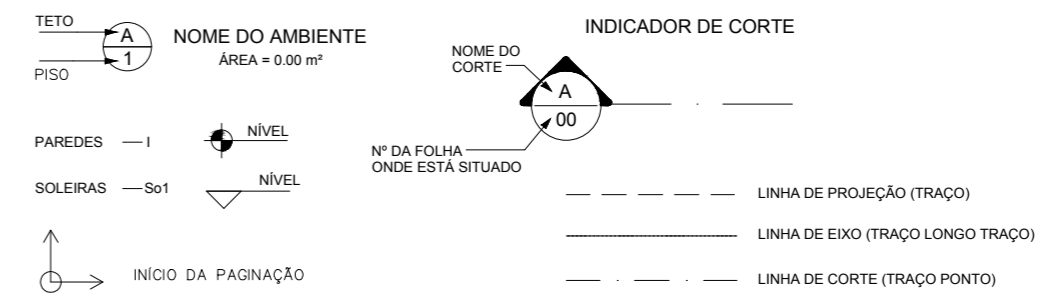 TETO
A
1
PISO
NOME DO AMBIENTE
ÁREA = 0.00 m²
PAREDES — I
NÍVEL
SOLEIRAS — So1
NÍVEL
INÍCIO DA PAGINAÇÃO
INDICADOR DE CORTE
NOME DO
CORTE
A
00
Nº DA FOLHA
ONDE ESTÁ SITUADO
LINHA DE PROJEÇÃO (TRAÇO)
LINHA DE EIXO (TRAÇO LONGO TRAÇO)
LINHA DE CORTE (TRAÇO PONTO)